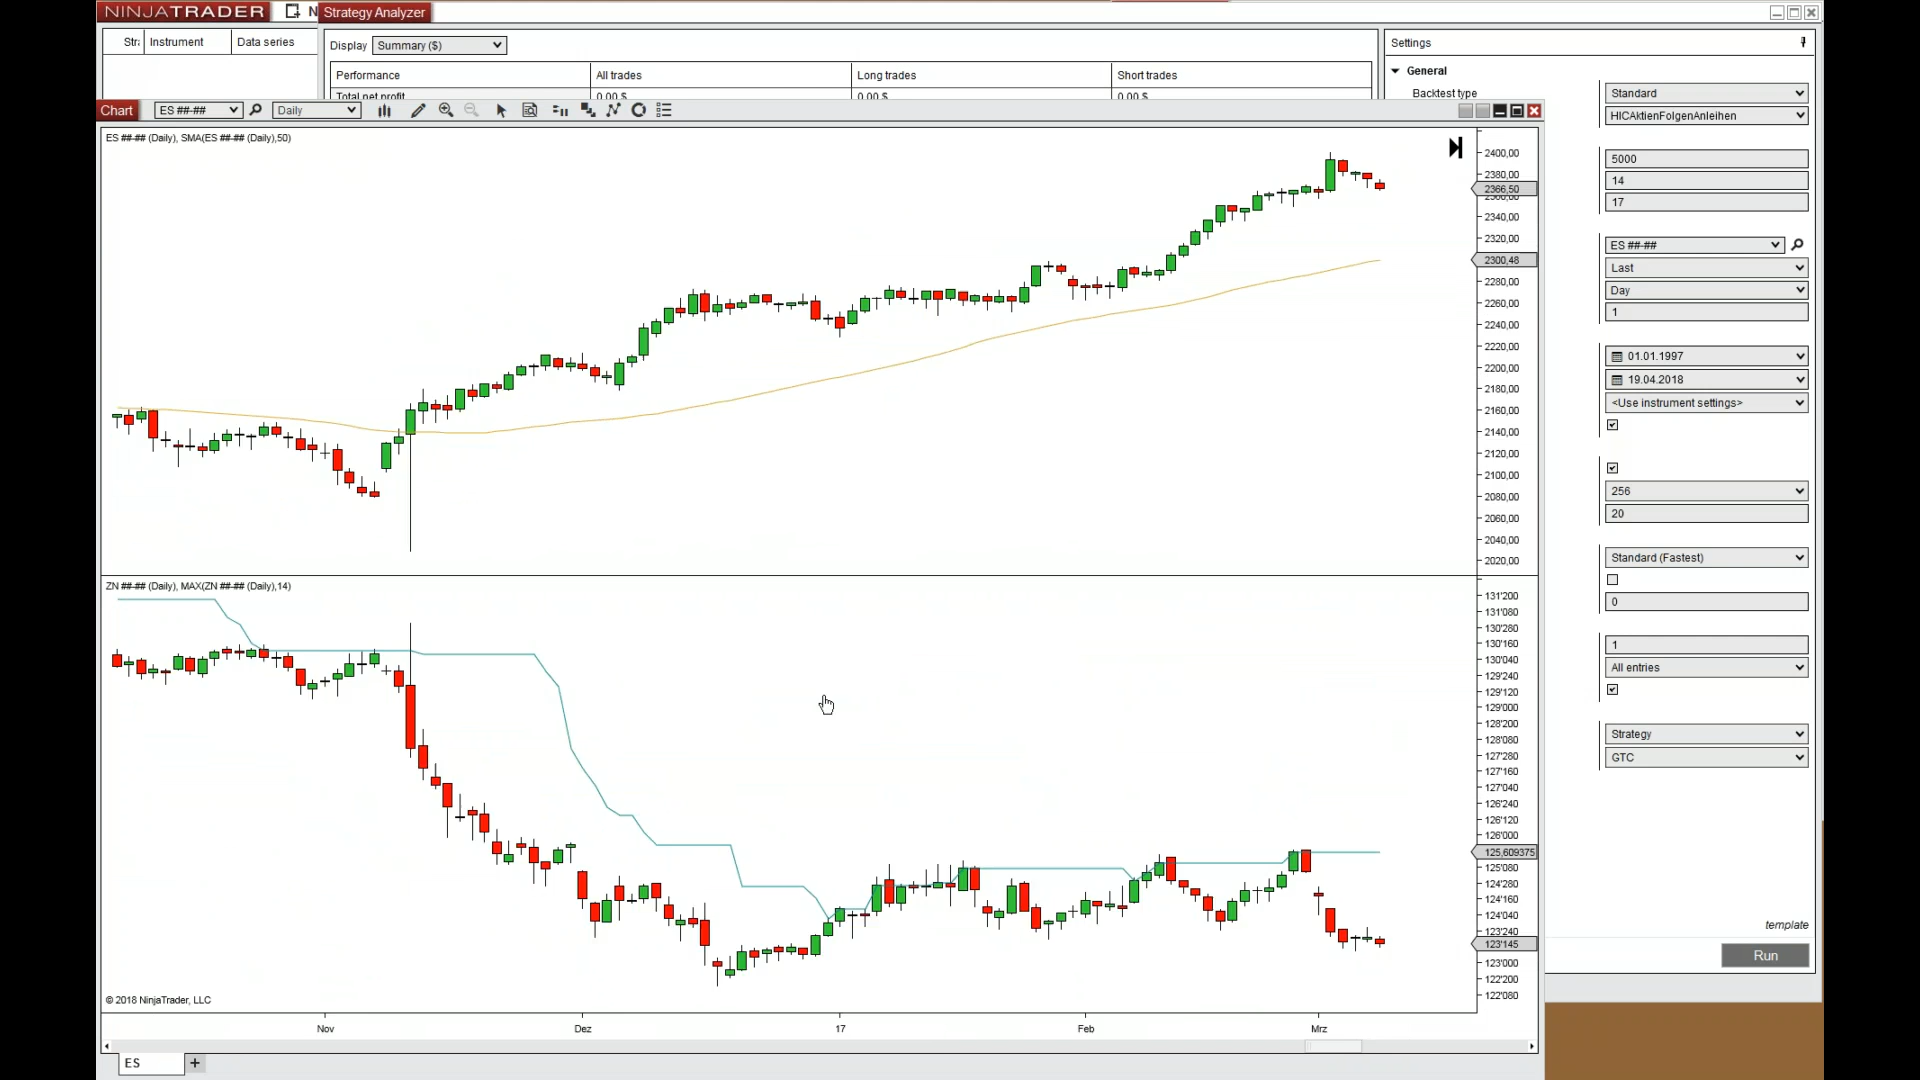 NINJATRADER N Strategy Analyzer
Instrument Data series
Display Summary ($)
Settings
General
Performance All trades Long trades Short trades
Total net profit 0,00 $ 0,00 $ 0,00 $
Backtest type Standard
Chart ES ##-## Daily
HICAktienFolgenAnleihen
ES ##-## (Daily), SMA(ES ##-## (Daily),50)
5000
14
17
ES ##-##
Last
Day
1
01.01.1997
19.04.2018
<Use instrument settings>
256
20
Standard (Fastest)
0
1
All entries
Strategy
GTC
template
Run
2400,00
2380,00
2366,50
2360,00
2340,00
2320,00
2300,48
2280,00
2260,00
2240,00
2220,00
2200,00
2180,00
2160,00
2140,00
2120,00
2100,00
2080,00
2060,00
2040,00
2020,00
ZN ##-## (Daily), MAX(ZN ##-## (Daily),14)
131'200
131'080
130'280
130'160
130'040
129'240
129'120
129'000
128'200
128'080
127'280
127'160
127'040
126'240
126'120
126'000
125,609375
125'080
124'280
124'160
124'040
123'240
123'145
123'000
122'200
122'080
© 2018 NinjaTrader, LLC
Nov Dez 17 Feb Mrz
ES +